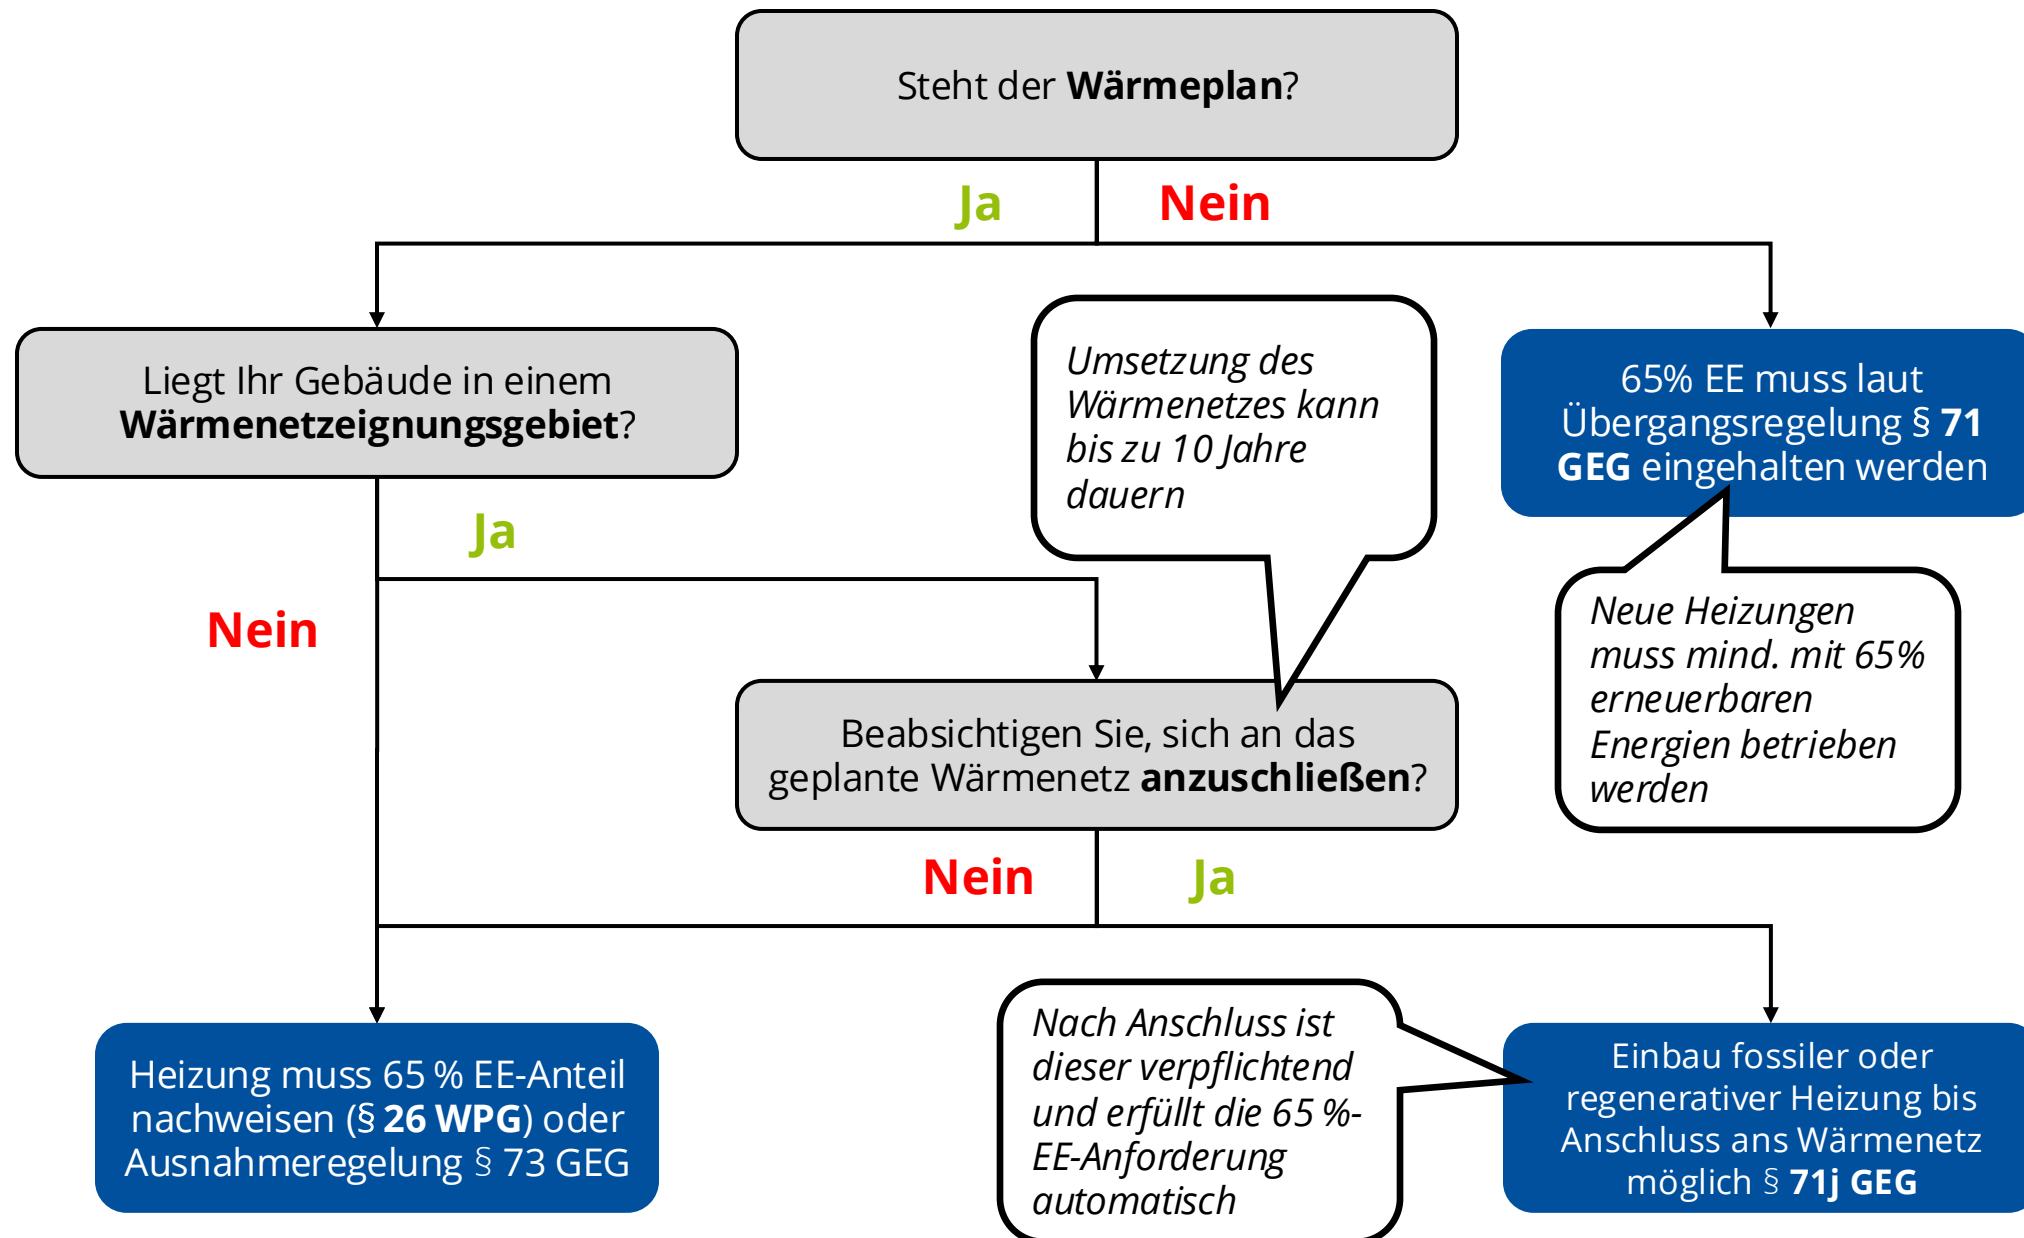 Steht der Wärmeplan?
Ja
Nein
Liegt Ihr Gebäude in einem
Wärmenetzeignungsgebiet?
Umsetzung des
Wärmenetzes kann
bis zu 10 Jahre
dauern
65% EE muss laut
Übergangsregelung § 71
GEG eingehalten werden
Ja
Nein
Neue Heizungen
muss mind. mit 65%
erneuerbaren
Energien betrieben
werden
Beabsichtigen Sie, sich an das
geplante Wärmenetz anzuschließen?
Nein
Ja
Heizung muss 65 % EE-Anteil
nachweisen (§ 26 WPG) oder
Ausnahmeregelung § 73 GEG
Nach Anschluss ist
dieser verpflichtend
und erfüllt die 65 %-
EE-Anforderung
automatisch
Einbau fossiler oder
regenerativer Heizung bis
Anschluss ans Wärmenetz
möglich § 71j GEG